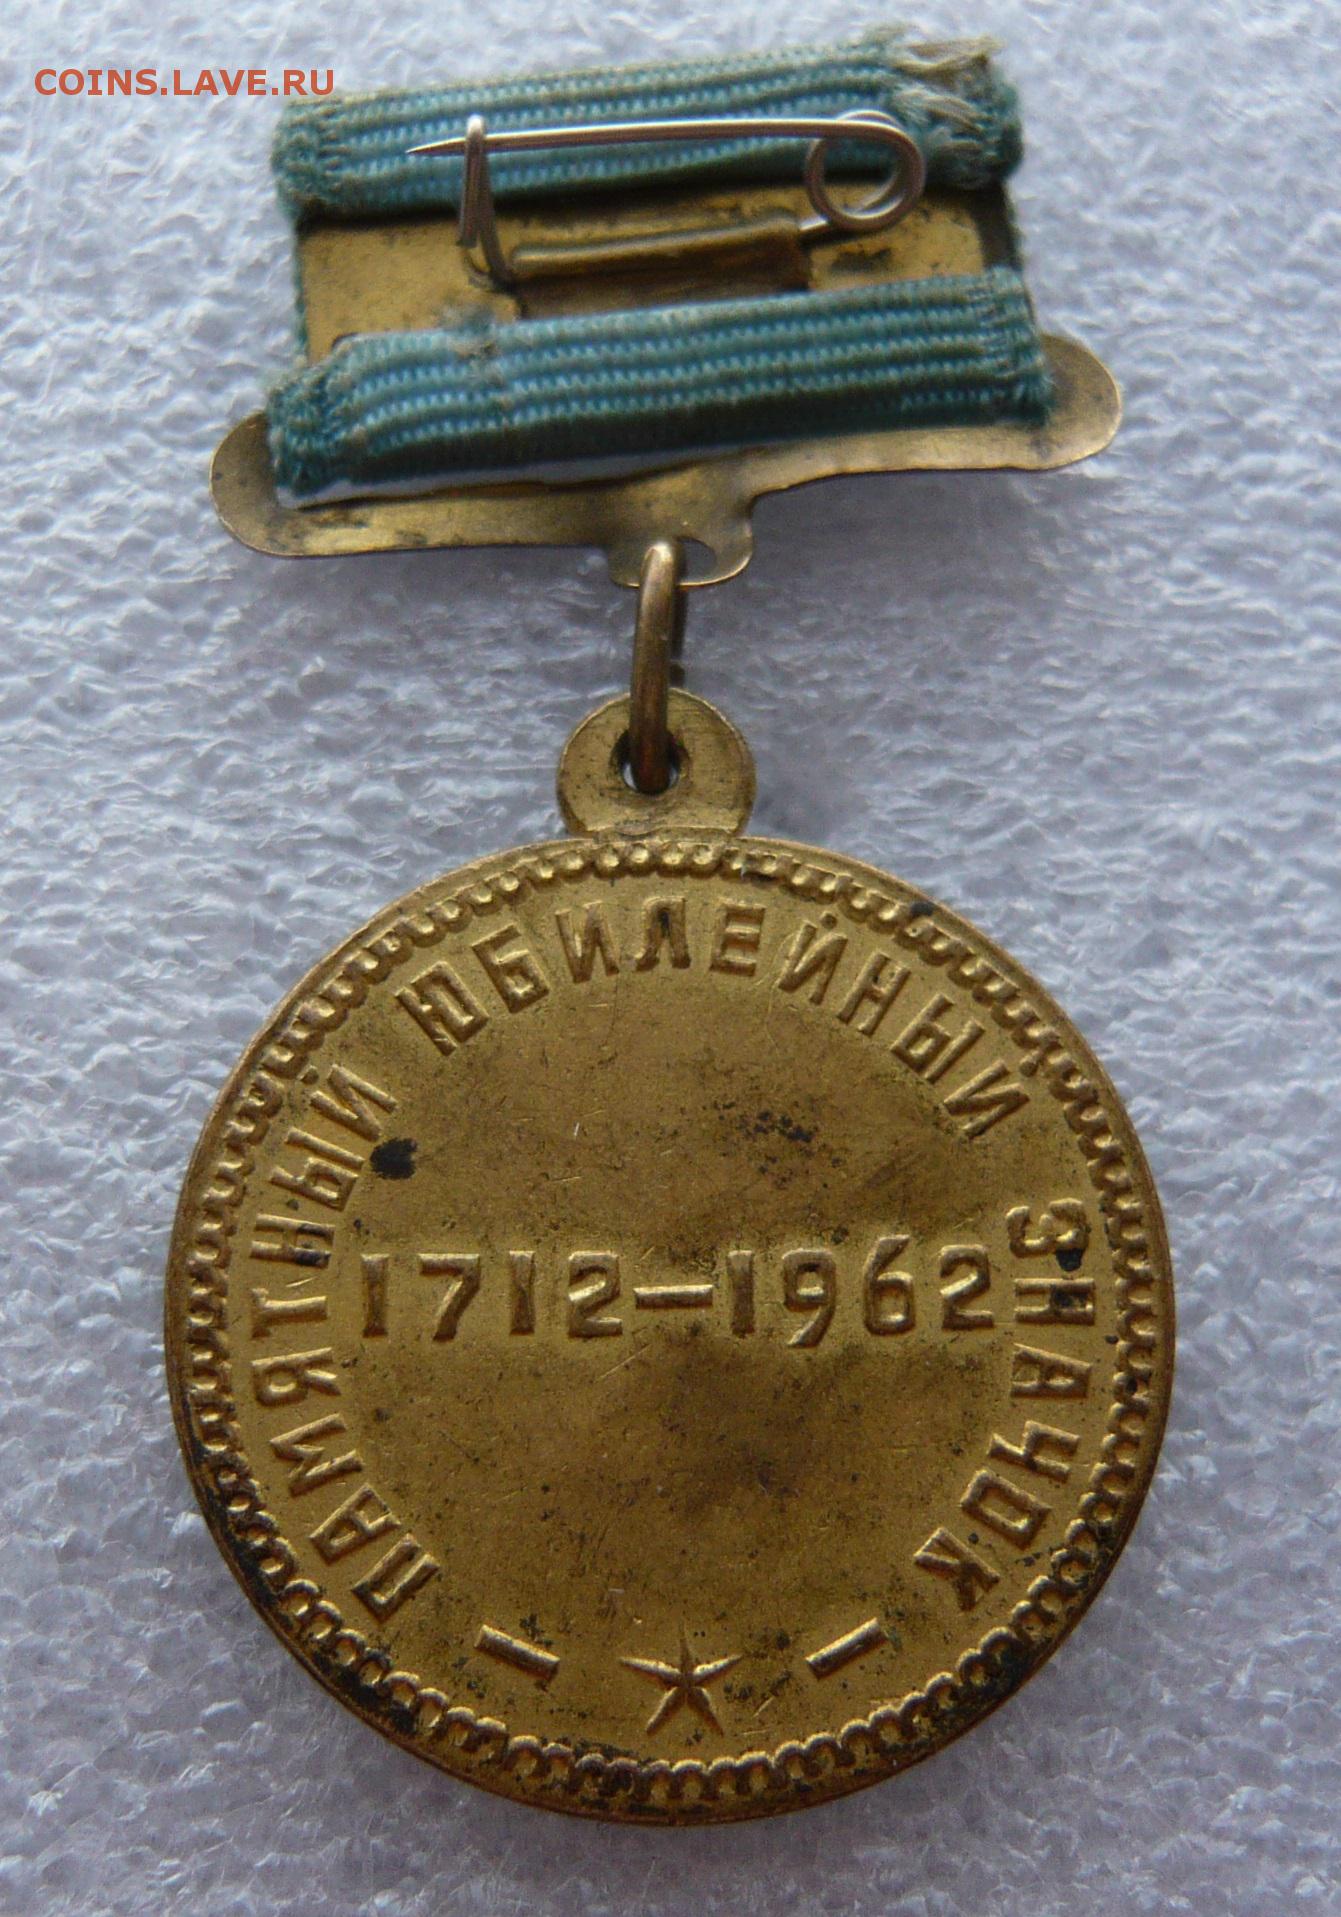 COINS.LAVE.RU
ПАМЯТНЫЙ ЮБИЛЕЙНЫЙ ЗНАЧОК
1712—1962